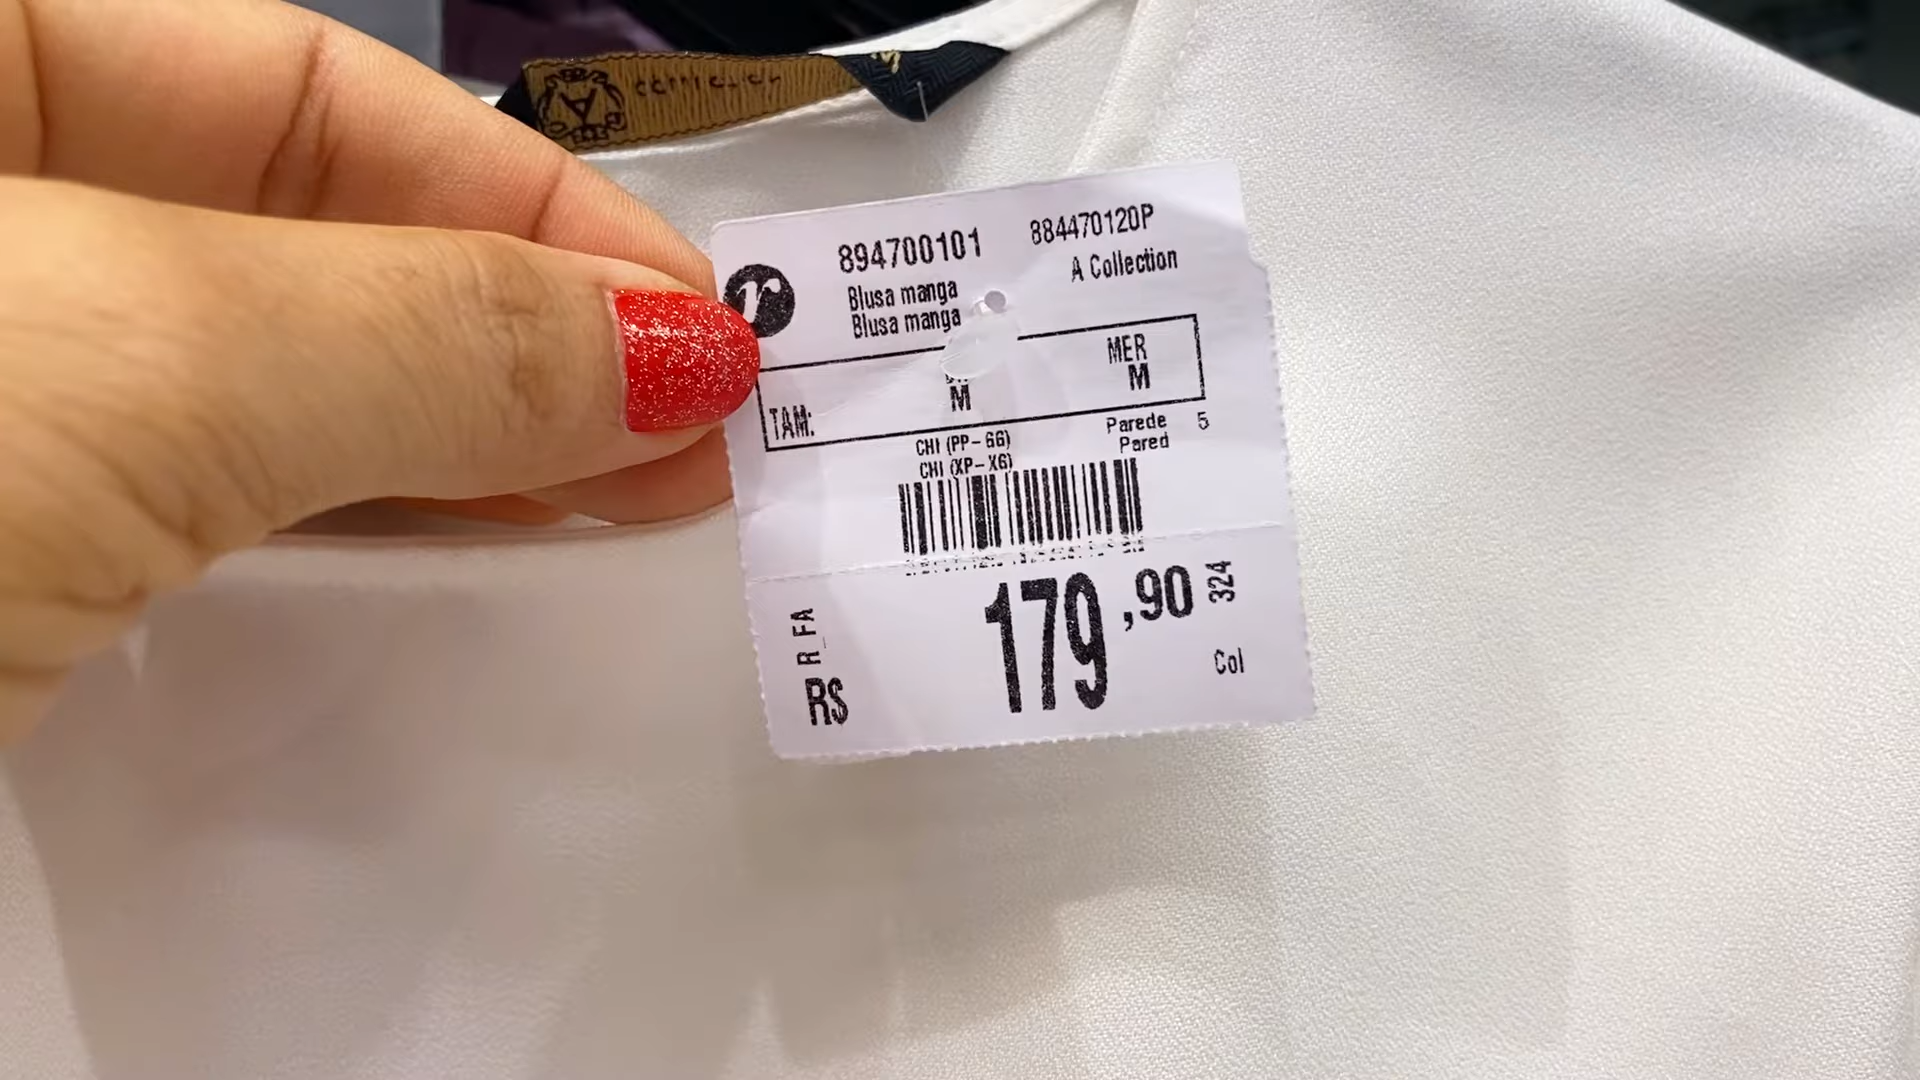 894700101
884470120P
A Collection
Blusa manga
Blusa manga
MER
M
M
TAM:
CHI (PP-GG)
CHI (XP-XG)
Parede 5
Pared
179,90
324
R_FA
R$
Col